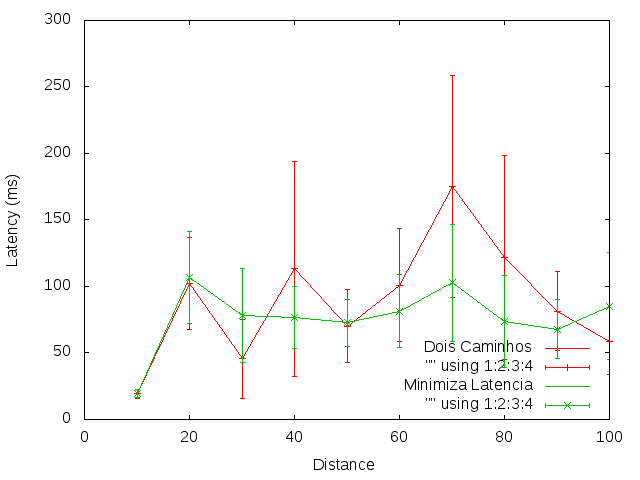 300
250
200
150
100
50
0
Latency (ms)
0 20 40 60 80 100
Distance
Dois Caminhos
"" using 1:2:3:4
Minimiza Latencia
"" using 1:2:3:4